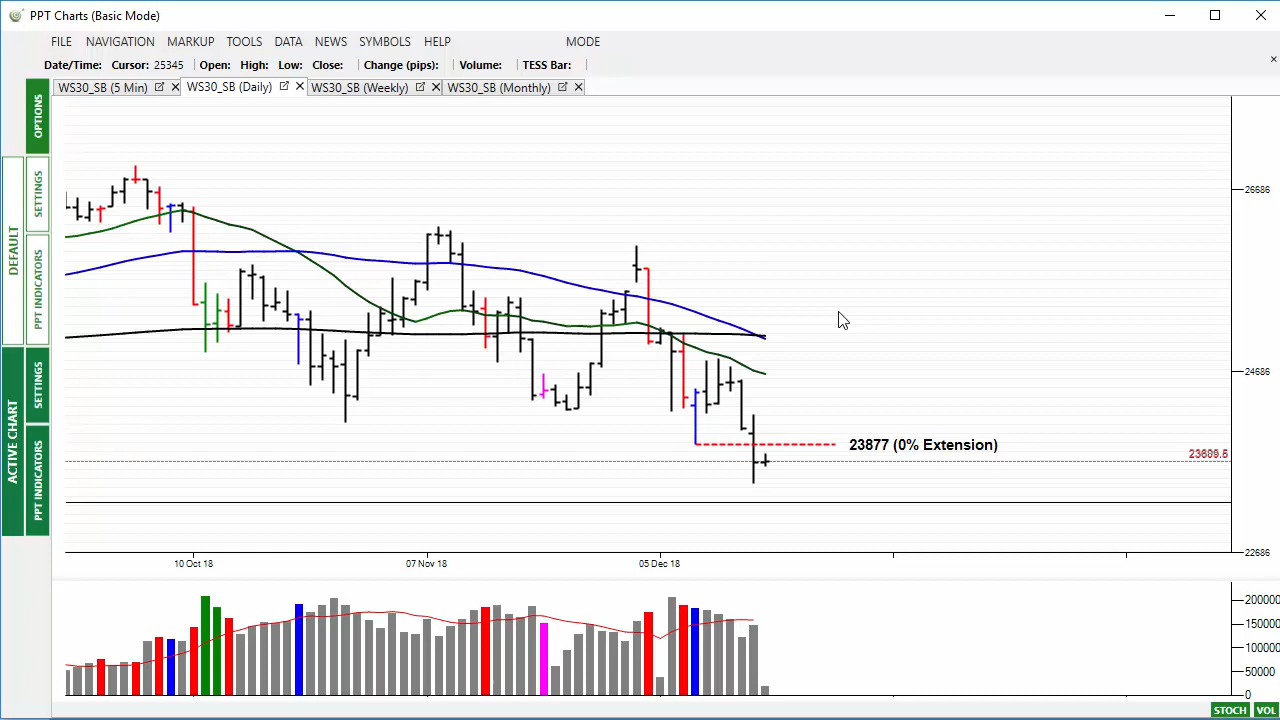 PPT Charts (Basic Mode)
FILE NAVIGATION MARKUP TOOLS DATA NEWS SYMBOLS HELP MODE
Date/Time: Cursor: 25345 Open: High: Low: Close: Change (pips): Volume: TESS Bar:
WS30_SB (5 Min) WS30_SB (Daily) WS30_SB (Weekly) WS30_SB (Monthly)
OPTIONS
SETTINGS
DEFAULT
PPT INDICATORS
SETTINGS
ACTIVE CHART
PPT INDICATORS
26686
24686
23877 (0% Extension)
23609.5
22686
10 Oct 18 07 Nov 18 05 Dec 18
200000
150000
100000
50000
0
STOCH VOL